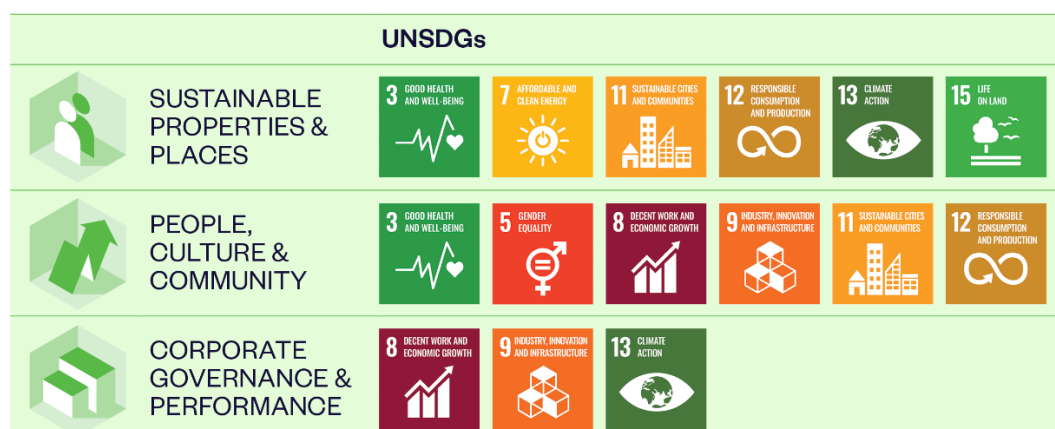 UNSDGs
SUSTAINABLE
PROPERTIES &
PLACES
3 GOOD HEALTH
AND WELL-BEING
7 AFFORDABLE AND
CLEAN ENERGY
11 SUSTAINABLE CITIES
AND COMMUNITIES
12 RESPONSIBLE
CONSUMPTION
AND PRODUCTION
13 CLIMATE
ACTION
15 LIFE
ON LAND
PEOPLE,
CULTURE &
COMMUNITY
3 GOOD HEALTH
AND WELL-BEING
5 GENDER
EQUALITY
8 DECENT WORK AND
ECONOMIC GROWTH
9 INDUSTRY, INNOVATION
AND INFRASTRUCTURE
11 SUSTAINABLE CITIES
AND COMMUNITIES
12 RESPONSIBLE
CONSUMPTION
AND PRODUCTION
CORPORATE
GOVERNANCE &
PERFORMANCE
8 DECENT WORK AND
ECONOMIC GROWTH
9 INDUSTRY, INNOVATION
AND INFRASTRUCTURE
13 CLIMATE
ACTION